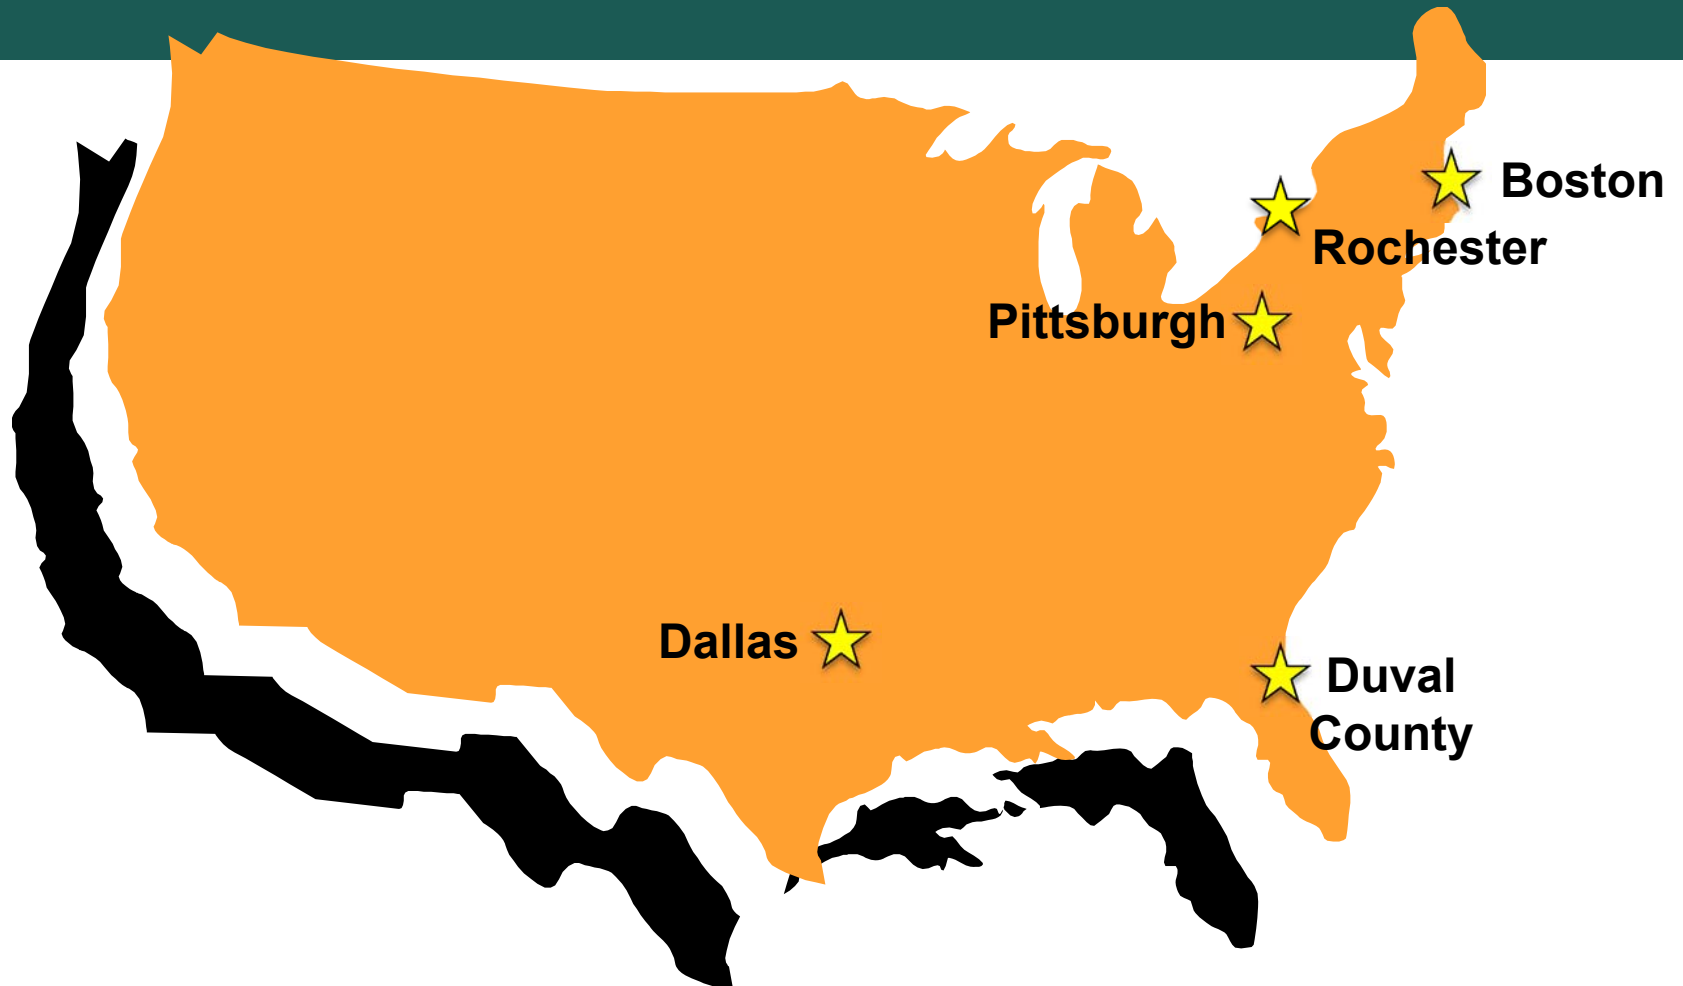 Boston
Rochester
Pittsburgh
Dallas
Duval
County